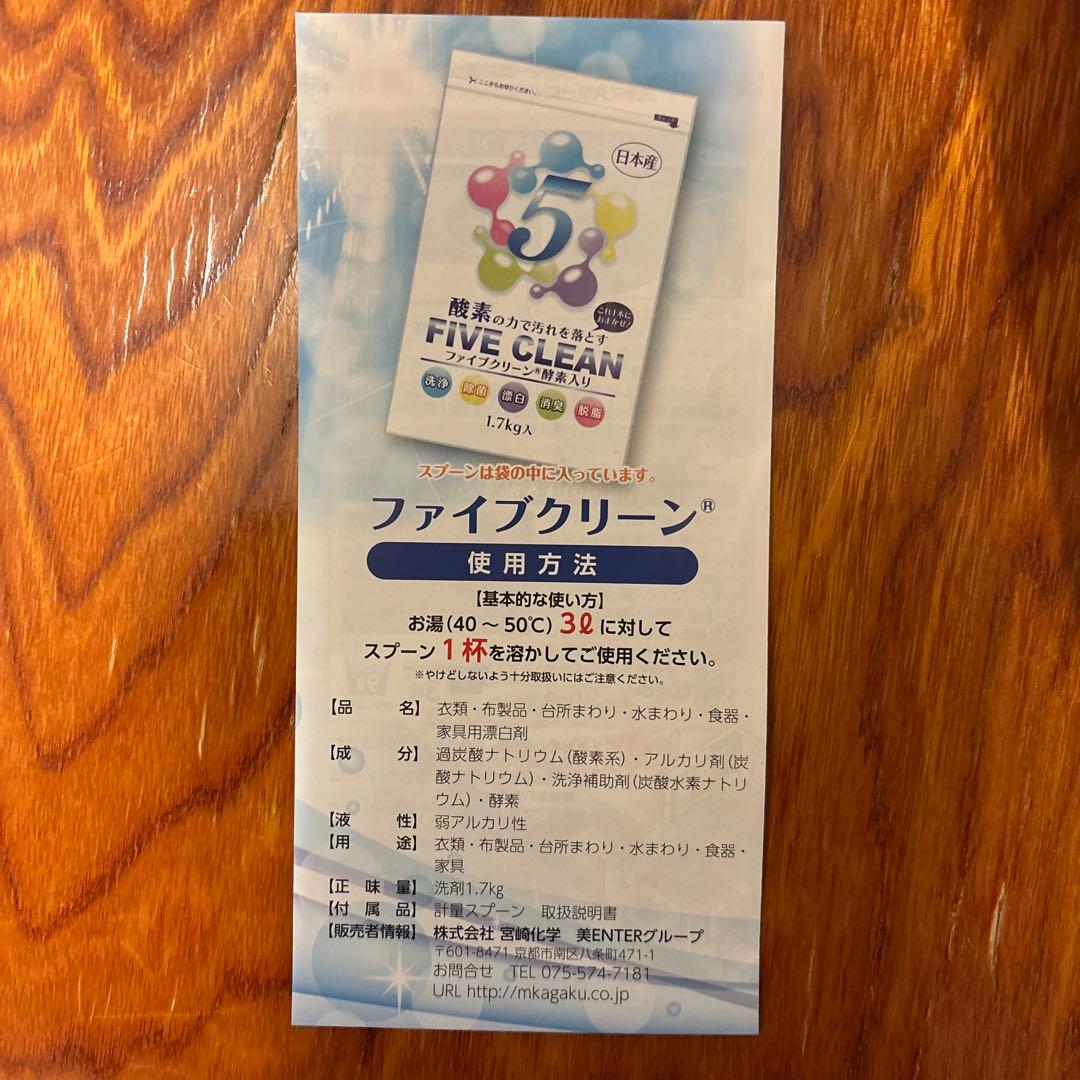 ここからお切りください。
日本産
5
酸素の力で汚れを落とす
これ1本におまかせ!
FIVE CLEAN
ファイブクリーン®酵素入り
洗浄 除菌 漂白 消臭 脱脂
1.7kg入
スプーンは袋の中に入っています。
ファイブクリーン®
使用方法
【基本的な使い方】
お湯(40〜50℃)3ℓに対して
スプーン1杯を溶かしてご使用ください。
※やけどしないよう十分取扱いにはご注意ください。
【品名】衣類・布製品・台所まわり・水まわり・食器・
家具用漂白剤
【成分】過炭酸ナトリウム(酸素系)・アルカリ剤(炭
酸ナトリウム)・洗浄補助剤(炭酸水素ナトリ
ウム)・酵素
【液性】弱アルカリ性
【用途】衣類・布製品・台所まわり・水まわり・食器・
家具
【正味量】洗剤1.7kg
【付属品】計量スプーン 取扱説明書
【販売者情報】株式会社 宮崎化学 美ENTERグループ
〒601-8471 京都市南区八条町471-1
お問合せ TEL 075-574-7181
URL http://mkagaku.co.jp